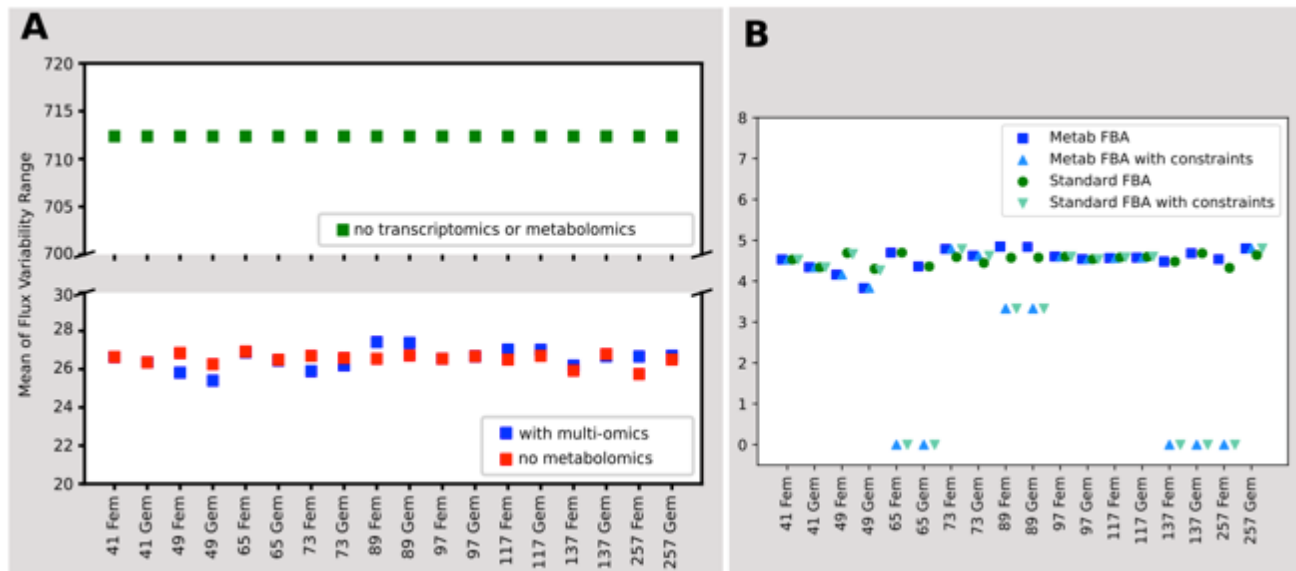 A
Mean of Flux Variability Range
720
715
710
705
700
no transcriptomics or metabolomics
30
28
26
24
22
20
with multi-omics
no metabolomics
41 Fem
41 Gem
49 Fem
49 Gem
65 Fem
65 Gem
73 Fem
73 Gem
89 Fem
89 Gem
97 Fem
97 Gem
117 Fem
117 Gem
137 Fem
137 Gem
257 Fem
257 Gem
B
8
7
6
5
4
3
2
1
0
Metab FBA
Metab FBA with constraints
Standard FBA
Standard FBA with constraints
41 Fem
41 Gem
49 Fem
49 Gem
65 Fem
65 Gem
73 Fem
73 Gem
89 Fem
89 Gem
97 Fem
97 Gem
117 Fem
117 Gem
137 Fem
137 Gem
257 Fem
257 Gem